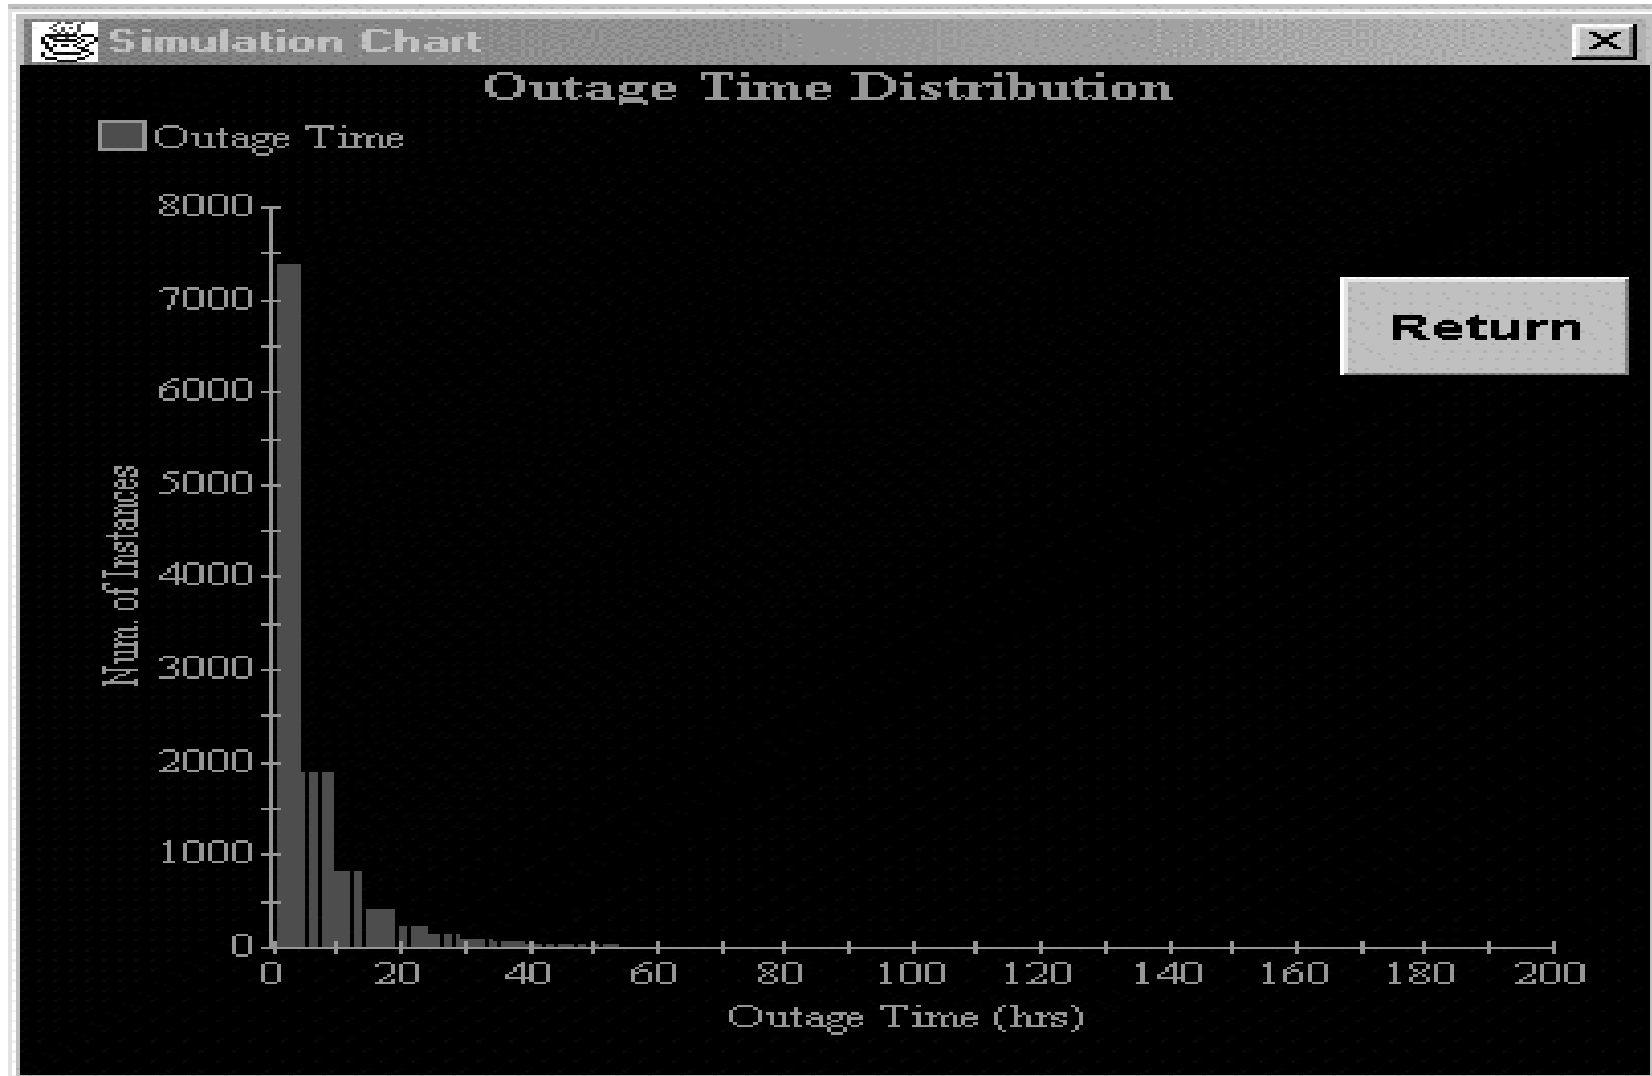 Simulation Chart
Outage Time Distribution
Outage Time
8000
7000
6000
5000
4000
3000
2000
1000
0
Num. of Instances
Return
0 20 40 60 80 100 120 140 160 180 200
Outage Time (hrs)